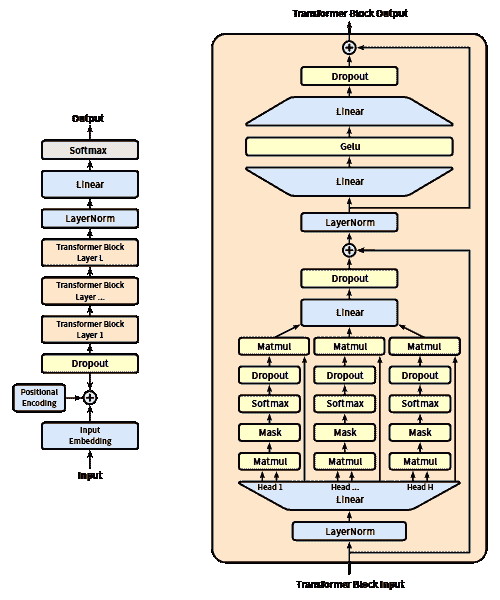 Output
Softmax
Linear
LayerNorm
Transformer Block
Layer L
Transformer Block
Layer ...
Transformer Block
Layer 1
Dropout
Positional
Encoding
Input
Embedding
Input
Transformer Block Output
Dropout
Linear
Gelu
Linear
LayerNorm
Dropout
Linear
Matmul Matmul Matmul
Dropout Dropout Dropout
Softmax Softmax Softmax
Mask Mask Mask
Matmul Matmul Matmul
Head 1 Head ... Head H
Linear
LayerNorm
Transformer Block Input